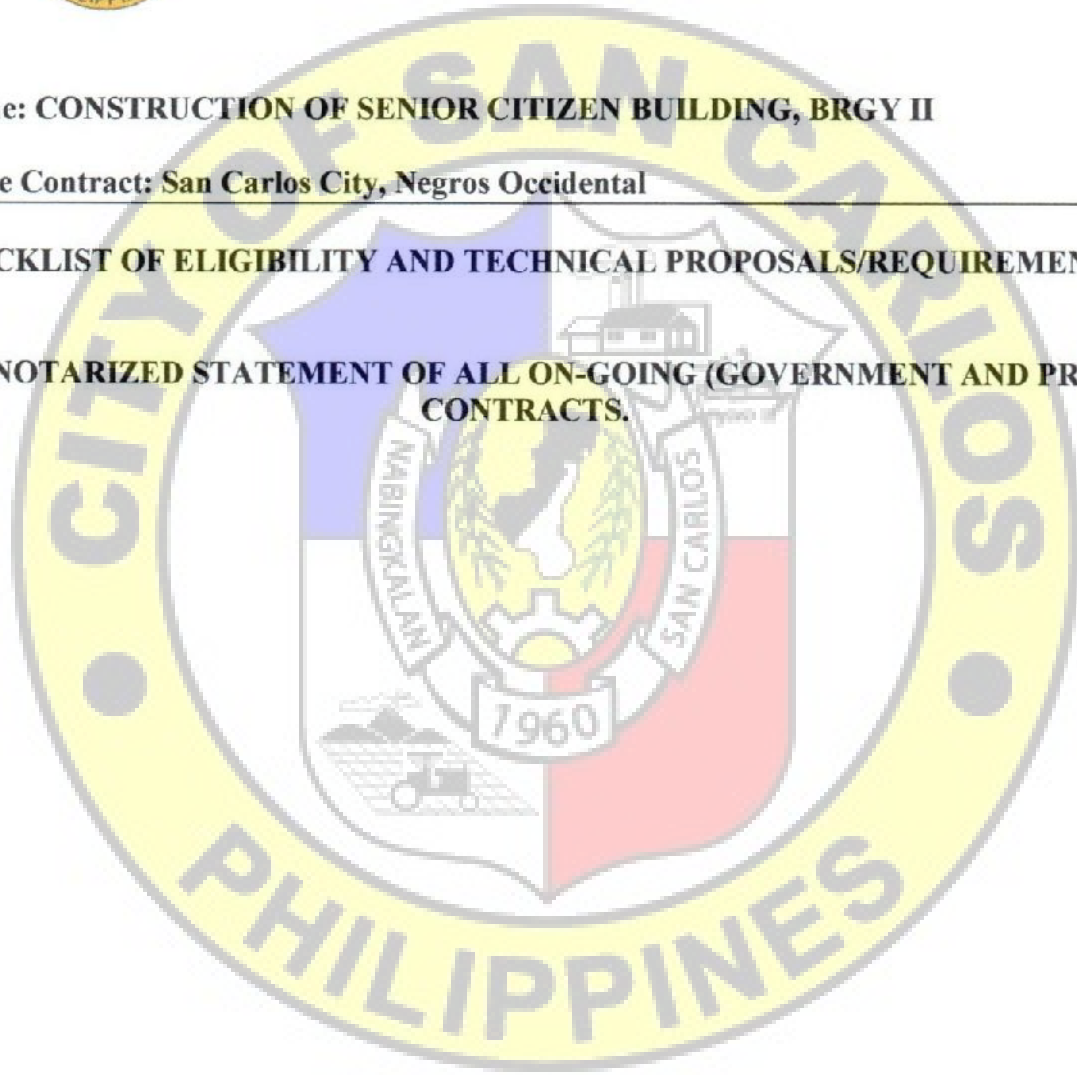 e: CONSTRUCTION OF SENIOR CITIZEN BUILDING, BRGY II
e Contract: San Carlos City, Negros Occidental
CKLIST OF ELIGIBILITY AND TECHNICAL PROPOSALS/REQUIREMEN
NOTARIZED STATEMENT OF ALL ON-GOING (GOVERNMENT AND PR
CONTRACTS.
CITY OF SAN CARLOS
NABINGKALAN
SAN CARLOS
1960
PHILIPPINES